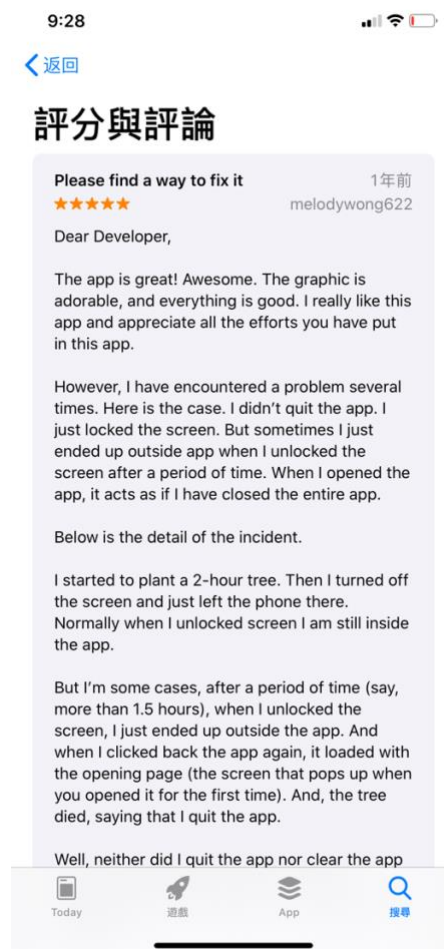 9:28
返回
評分與評論
Please find a way to fix it
1年前
melodywong622
Dear Developer,
The app is great! Awesome. The graphic is
adorable, and everything is good. I really like this
app and appreciate all the efforts you have put
in this app.
However, I have encountered a problem several
times. Here is the case. I didn't quit the app. I
just locked the screen. But sometimes I just
ended up outside app when I unlocked the
screen after a period of time. When I opened the
app, it acts as if I have closed the entire app.
Below is the detail of the incident.
I started to plant a 2-hour tree. Then I turned off
the screen and just left the phone there.
Normally when I unlocked screen I am still inside
the app.
But I'm some cases, after a period of time (say,
more than 1.5 hours), when I unlocked the
screen, I just ended up outside the app. And
when I clicked back the app again, it loaded with
the opening page (the screen that pops up when
you opened it for the first time). And, the tree
died, saying that I quit the app.
Well, neither did I quit the app nor clear the app
Today
遊戲
App
搜尋